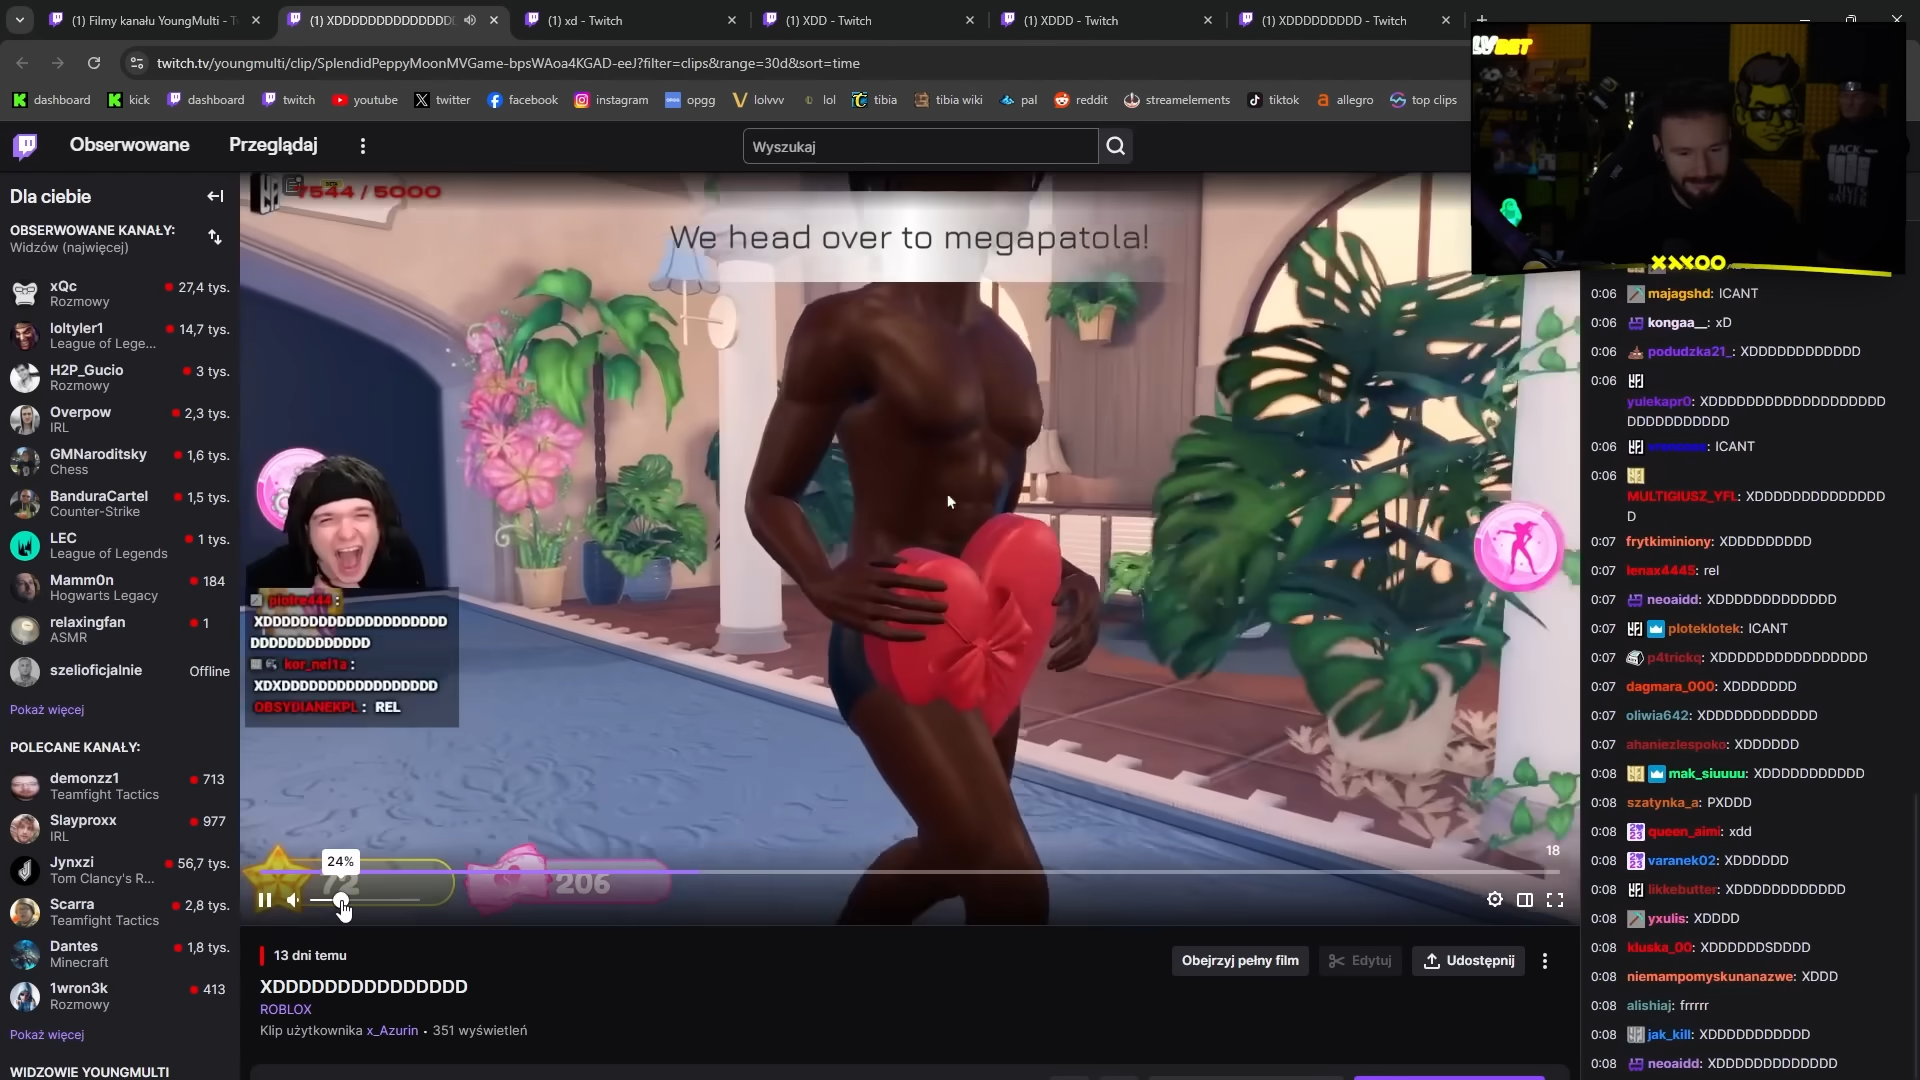 (1) Filmy kanału YoungMulti - T
(1) XDDDDDDDDDDDDDDD
(1) xd - Twitch
(1) XDD - Twitch
(1) XDDD - Twitch
(1) XDDDDDDDDD - Twitch
twitch.tv/youngmulti/clip/SplendidPeppyMoonMVGame-bpsWAoa4KGAD-eeJ?filter=clips&range=30d&sort=time
dashboard
kick
dashboard
twitch
youtube
twitter
facebook
instagram
opgg
lolvvv
lol
tibia
tibia wiki
pal
reddit
streamelements
tiktok
allegro
top clips
Obserwowane
Przeglądaj
Wyszukaj
Dla ciebie
OBSERWOWANE KANAŁY:
Widzów (najwięcej)
xQc 27,4 tys.
Rozmowy
loltyler1 14,7 tys.
League of Lege...
H2P_Gucio 3 tys.
Rozmowy
Overpow 2,3 tys.
IRL
GMNaroditsky 1,6 tys.
Chess
BanduraCartel 1,5 tys.
Counter-Strike
LEC 1 tys.
League of Legends
Mamm0n 184
Hogwarts Legacy
relaxingfan 1
ASMR
szelioficjalnie Offline
Pokaż więcej
POLECANE KANAŁY:
demonzz1 713
Teamfight Tactics
Slayproxx 977
IRL
Jynxzi 56,7 tys.
Tom Clancy's R...
Scarra 2,8 tys.
Teamfight Tactics
Dantes 1,8 tys.
Minecraft
1wron3k 413
Rozmowy
Pokaż więcej
WIDZOWIE YOUNGMULTI
7544 / 5000
We head over to megapatola!
piotre444:
XDDDDDDDDDDDDDDDDDDDD
DDDDDDDDDDDDD
kor_nel1a:
XDXDDDDDDDDDDDDDDDDDD
OBSYDIANEKPL: REL
24%
72
206
18
13 dni temu
Obejrzyj pełny film
Edytuj
Udostępnij
XDDDDDDDDDDDDDDDD
ROBLOX
Klip użytkownika x_Azurin • 351 wyświetleń
BET
BLACK
0:06 majagshd: ICANT
0:06 kongaa__: xD
0:06 podudzka21_: XDDDDDDDDDDDD
0:06
yulekapr0: XDDDDDDDDDDDDDDDDDD
DDDDDDDDDDD
0:06 : ICANT
0:06
MULTIGIUSZ_YFL: XDDDDDDDDDDDDDD
D
0:07 frytkiminiony: XDDDDDDDDD
0:07 lenax4445: rel
0:07 neoaidd: XDDDDDDDDDDDDD
0:07 ploteklotek: ICANT
0:07 p4trickq: XDDDDDDDDDDDDDDDD
0:07 dagmara_000: XDDDDDDD
0:07 oliwia642: XDDDDDDDDDDDD
0:07 ahaniezlespoko: XDDDDDD
0:08 mak_siuuuu: XDDDDDDDDDDD
0:08 szatynka_a: PXDDD
0:08 queen_aimi: xdd
0:08 varanek02: XDDDDDD
0:08 likkebutter: XDDDDDDDDDDDD
0:08 yxulis: XDDDD
0:08 kluska_00: XDDDDDDSDDDD
0:08 niemampomyskunanazwe: XDDD
0:08 alishiaj: frrrrr
0:08 jak_kill: XDDDDDDDDDDD
0:08 neoaidd: XDDDDDDDDDDDDD